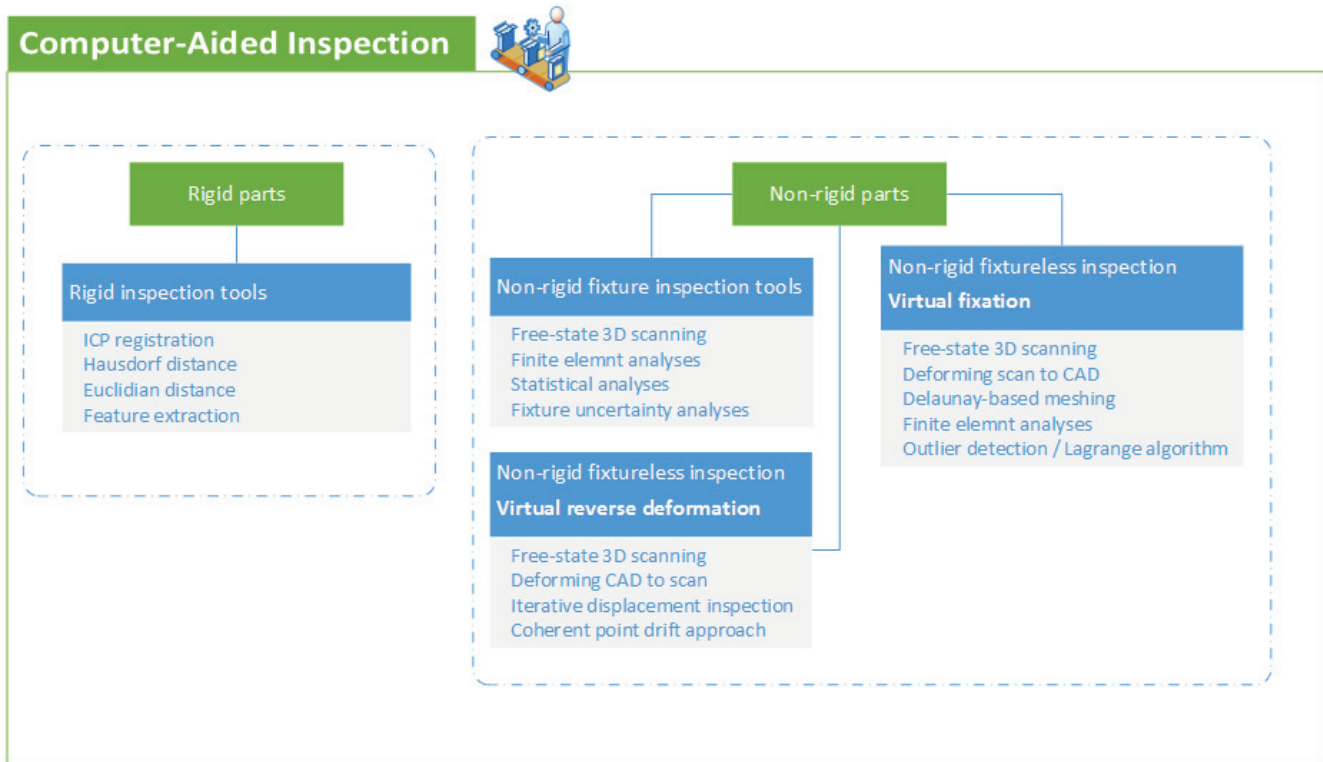 Computer-Aided Inspection
Rigid parts
Rigid inspection tools
ICP registration
Hausdorf distance
Euclidian distance
Feature extraction
Non-rigid parts
Non-rigid fixture inspection tools
Free-state 3D scanning
Finite elemnt analyses
Statistical analyses
Fixture uncertainty analyses
Non-rigid fixtureless inspection
Virtual reverse deformation
Free-state 3D scanning
Deforming CAD to scan
Iterative displacement inspection
Coherent point drift approach
Non-rigid fixtureless inspection
Virtual fixation
Free-state 3D scanning
Deforming scan to CAD
Delaunay-based meshing
Finite elemnt analyses
Outlier detection / Lagrange algorithm